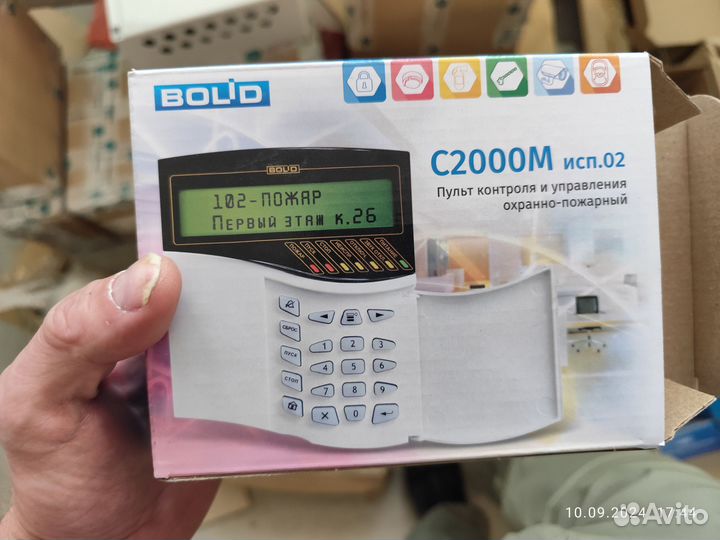 BOLID
С2000М исп.02
Пульт контроля и управления
охранно-пожарный
BOLID
102-ПОЖАР
Первый этаж к.26
СБРОС
ПУСК
СТОП
1 2 3
4 5 6
7 8 9
0
10.09.2024 17:44
Avito